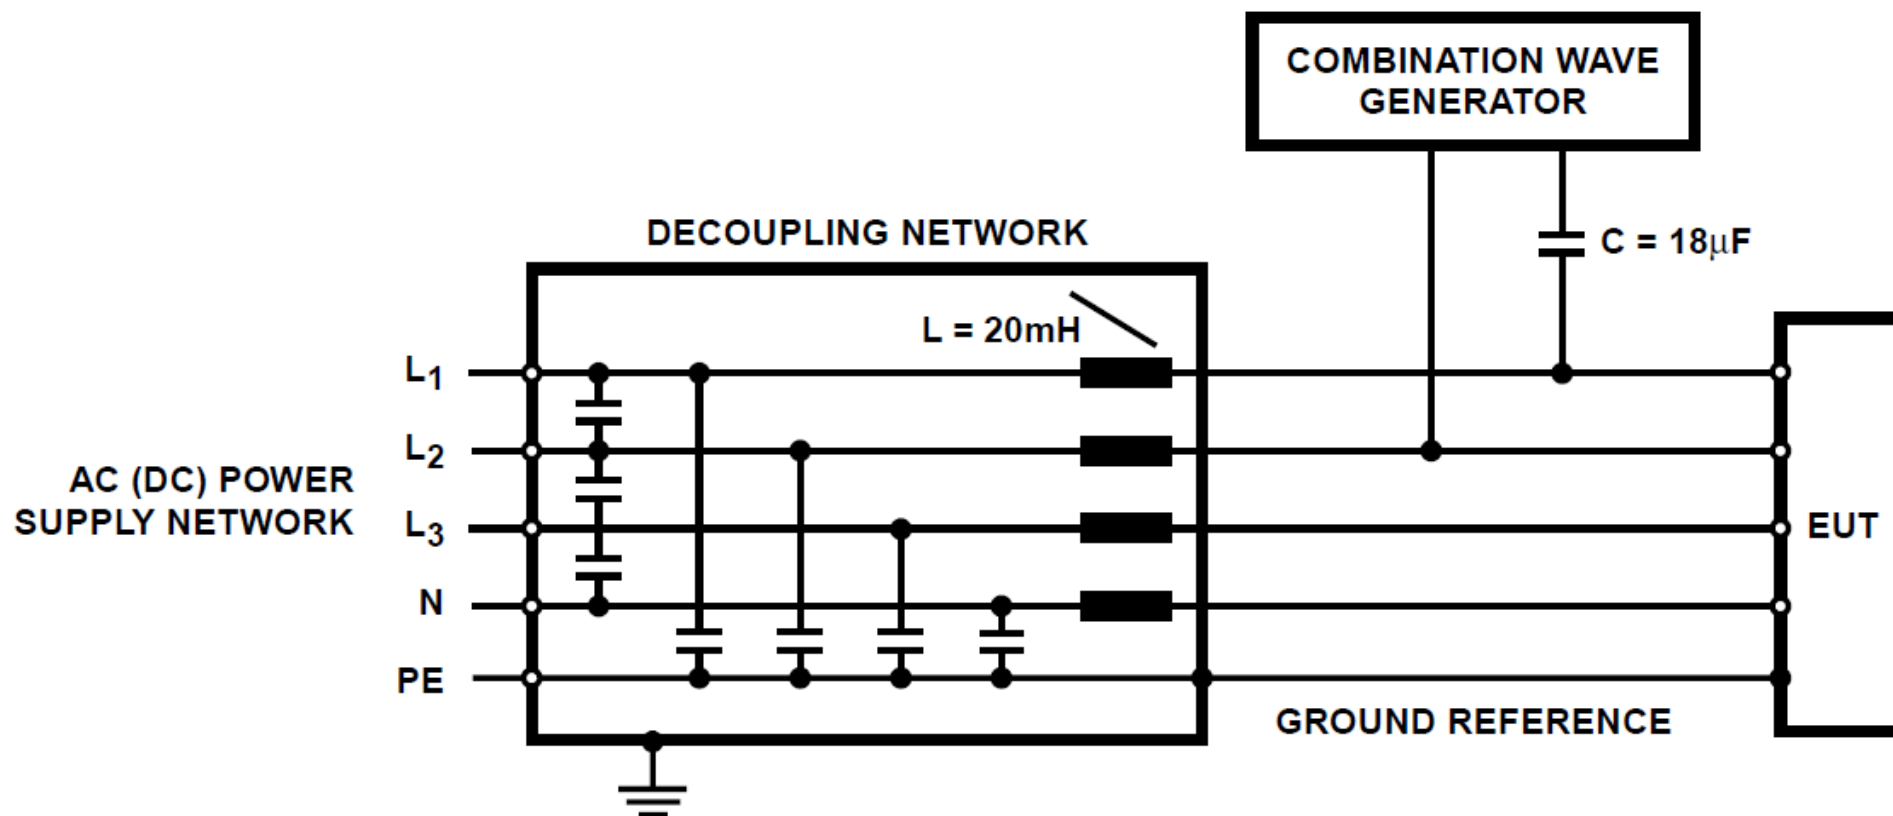 COMBINATION WAVE
GENERATOR
DECOUPLING NETWORK
C = 18μF
L = 20mH
L1
L2
AC (DC) POWER
SUPPLY NETWORK
L3
EUT
N
PE
GROUND REFERENCE